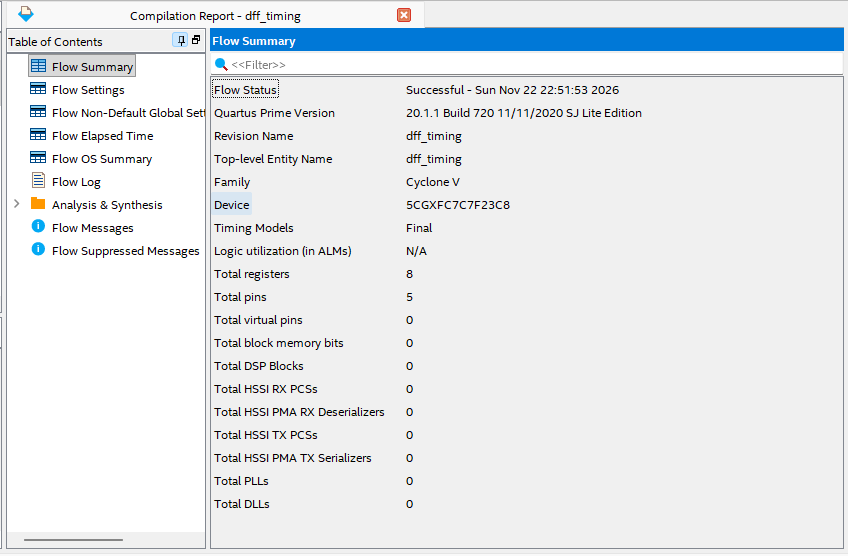 Compilation Report - dff_timing
Table of Contents
Flow Summary
Flow Settings
Flow Non-Default Global Sett
Flow Elapsed Time
Flow OS Summary
Flow Log
Analysis & Synthesis
Flow Messages
Flow Suppressed Messages
Flow Summary
<<Filter>>
Flow Status Successful - Sun Nov 22 22:51:53 2026
Quartus Prime Version 20.1.1 Build 720 11/11/2020 SJ Lite Edition
Revision Name dff_timing
Top-level Entity Name dff_timing
Family Cyclone V
Device 5CGXFC7C7F23C8
Timing Models Final
Logic utilization (in ALMs) N/A
Total registers 8
Total pins 5
Total virtual pins 0
Total block memory bits 0
Total DSP Blocks 0
Total HSSI RX PCSs 0
Total HSSI PMA RX Deserializers 0
Total HSSI TX PCSs 0
Total HSSI PMA TX Serializers 0
Total PLLs 0
Total DLLs 0